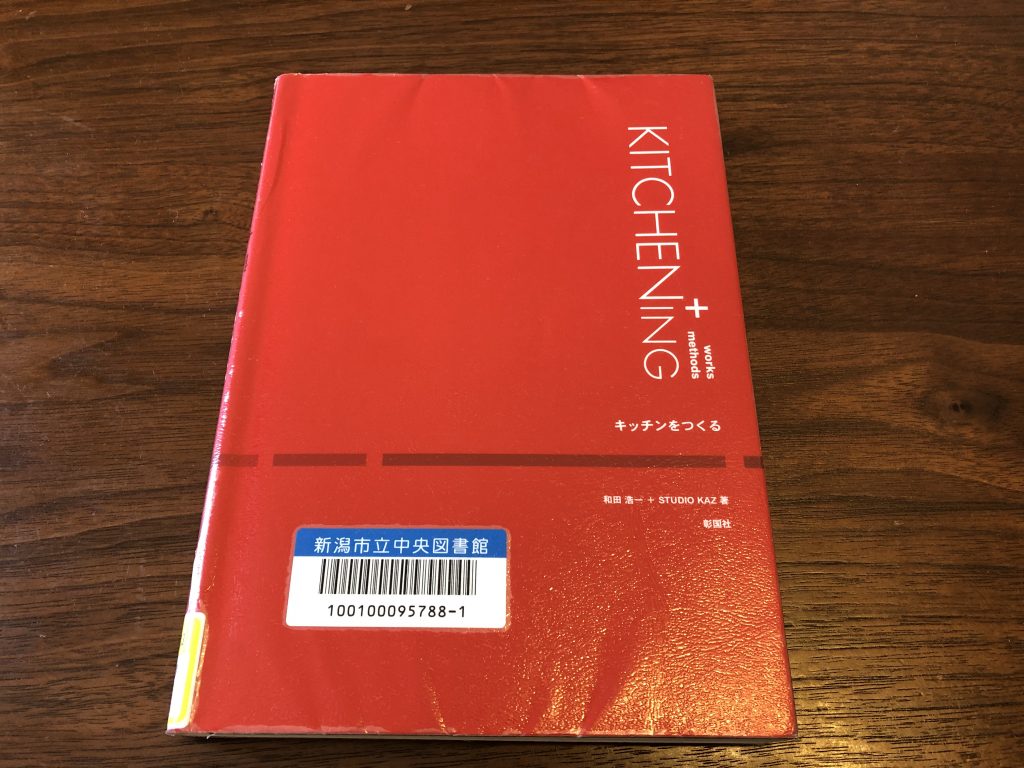 KITCHENING
+
works
methods
キッチンをつくる
和田 浩一 + STUDIO KAZ 著
彰国社
新潟市立中央図書館
100100095788-1